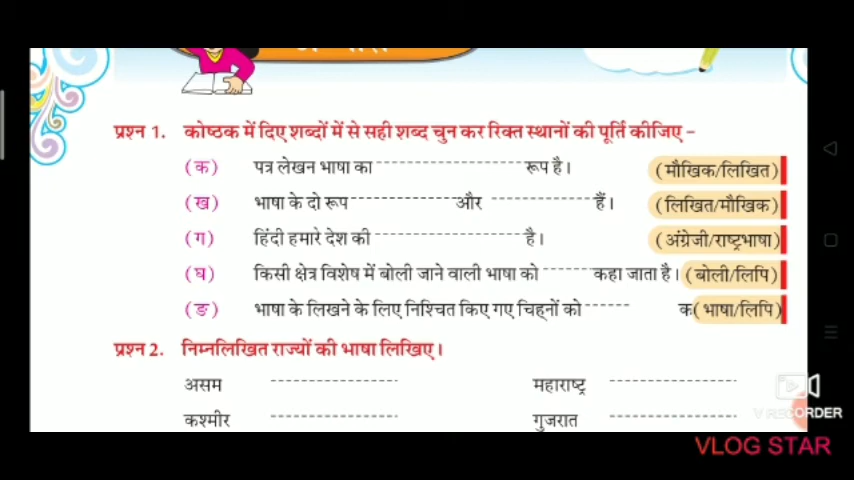 प्रश्न 1. कोष्ठक में दिए शब्दों में से सही शब्द चुन कर रिक्त स्थानों की पूर्ति कीजिए –
(क) पत्र लेखन भाषा का ---------------------- रूप है। (मौखिक/लिखित)
(ख) भाषा के दो रूप --------------- और -------------- हैं। (लिखित/मौखिक)
(ग) हिंदी हमारे देश की --------------------- है। (अंग्रेजी/राष्ट्रभाषा)
(घ) किसी क्षेत्र विशेष में बोली जाने वाली भाषा को ------- कहा जाता है। (बोली/लिपि)
(ङ) भाषा के लिखने के लिए निश्चित किए गए चिह्नों को ------ क (भाषा/लिपि)
प्रश्न 2. निम्नलिखित राज्यों की भाषा लिखिए।
असम ------------------ महाराष्ट्र ------------------
कश्मीर ------------------ गुजरात ------------------
V RECORDER
VLOG STAR